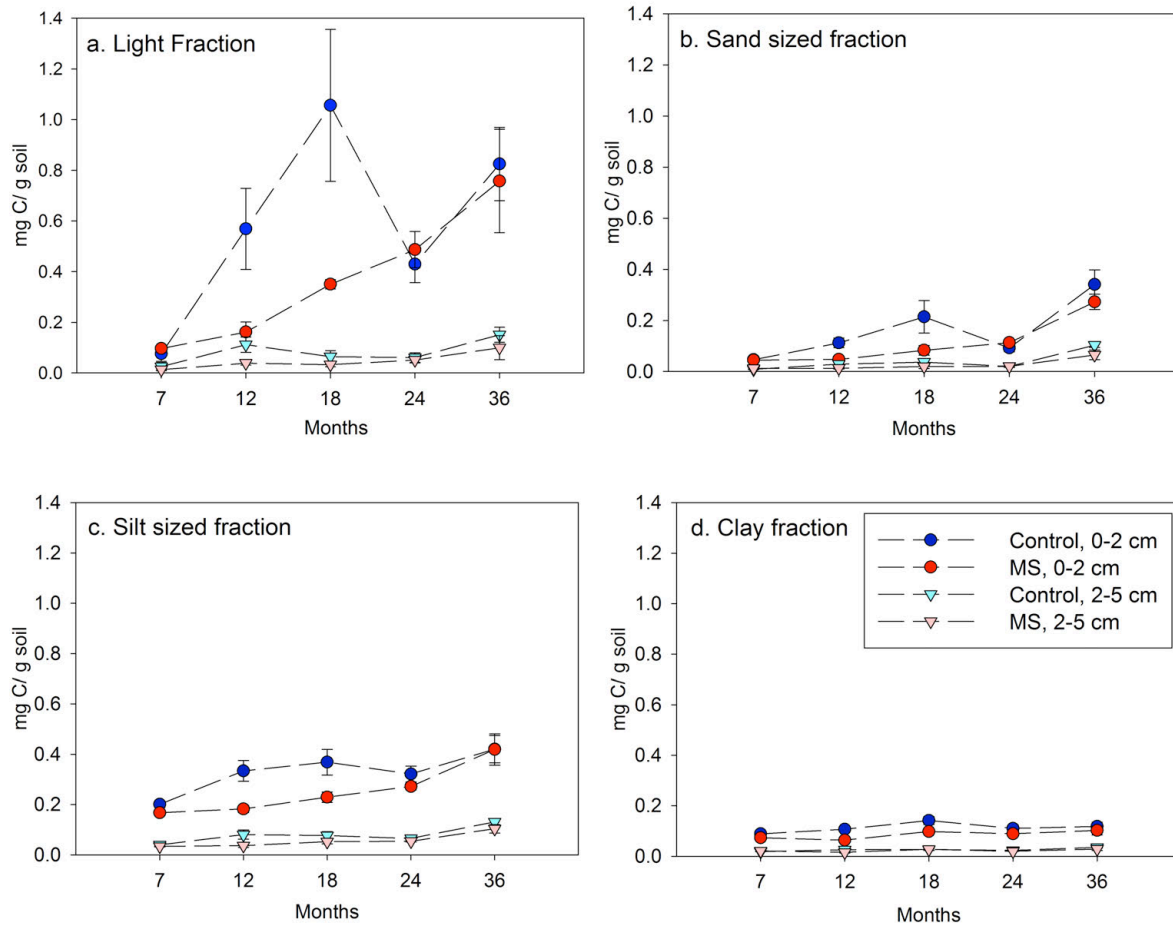 a. Light Fraction
mg C/ g soil
1.4
1.2
1.0
0.8
0.6
0.4
0.2
0.0
7 12 18 24 36
Months
b. Sand sized fraction
mg C/ g soil
1.4
1.2
1.0
0.8
0.6
0.4
0.2
0.0
7 12 18 24 36
Months
c. Silt sized fraction
mg C/ g soil
1.4
1.2
1.0
0.8
0.6
0.4
0.2
0.0
7 12 18 24 36
Months
d. Clay fraction
mg C/ g soil
1.4
1.2
1.0
0.8
0.6
0.4
0.2
0.0
7 12 18 24 36
Months
Control, 0-2 cm
MS, 0-2 cm
Control, 2-5 cm
MS, 2-5 cm